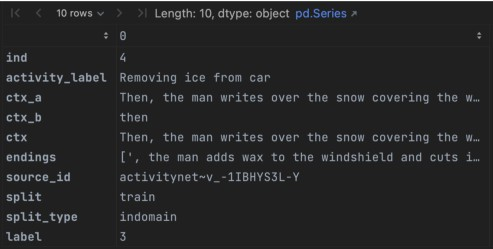 10 rows Length: 10, dtype: object pd.Series
0
ind 4
activity_label Removing ice from car
ctx_a Then, the man writes over the snow covering the w…
ctx_b then
ctx Then, the man writes over the snow covering the w…
endings [', the man adds wax to the windshield and cuts i…
source_id activitynet~v_-1IBHYS3L-Y
split train
split_type indomain
label 3